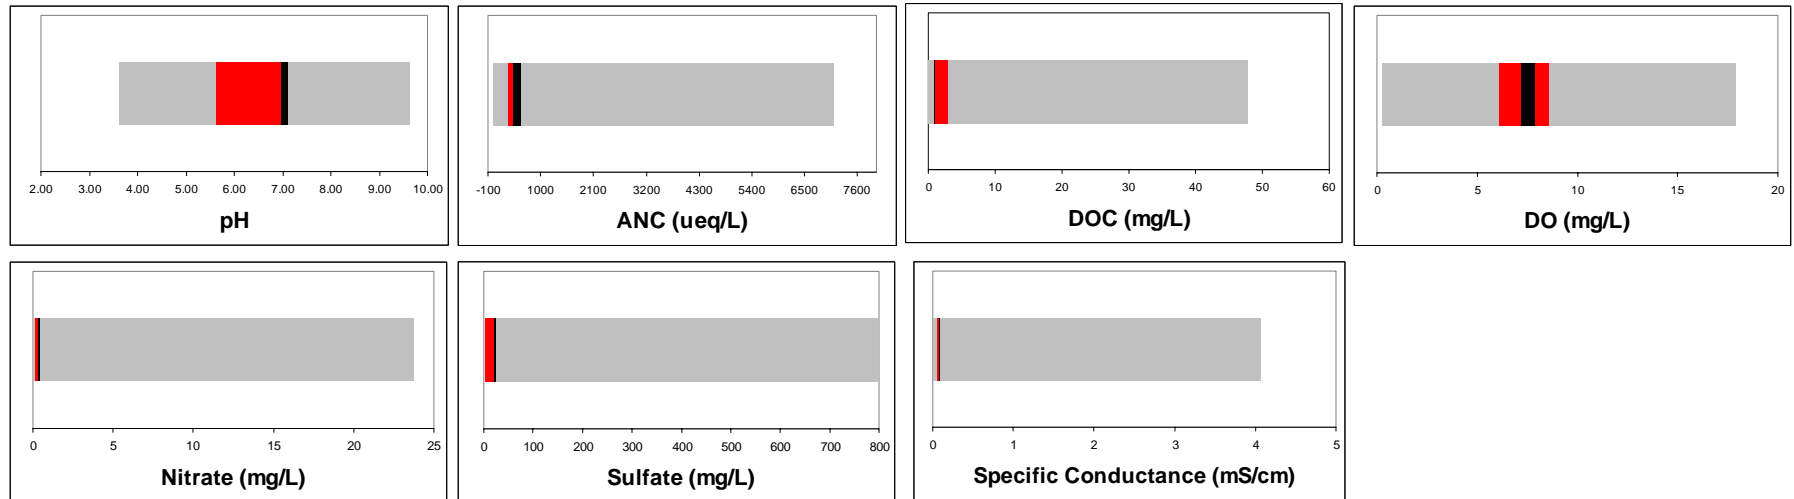 2.00 3.00 4.00 5.00 6.00 7.00 8.00 9.00 10.00
pH
-100 1000 2100 3200 4300 5400 6500 7600
ANC (ueq/L)
0 10 20 30 40 50 60
DOC (mg/L)
0 5 10 15 20
DO (mg/L)
0 5 10 15 20 25
Nitrate (mg/L)
0 100 200 300 400 500 600 700 800
Sulfate (mg/L)
0 1 2 3 4 5
Specific Conductance (mS/cm)